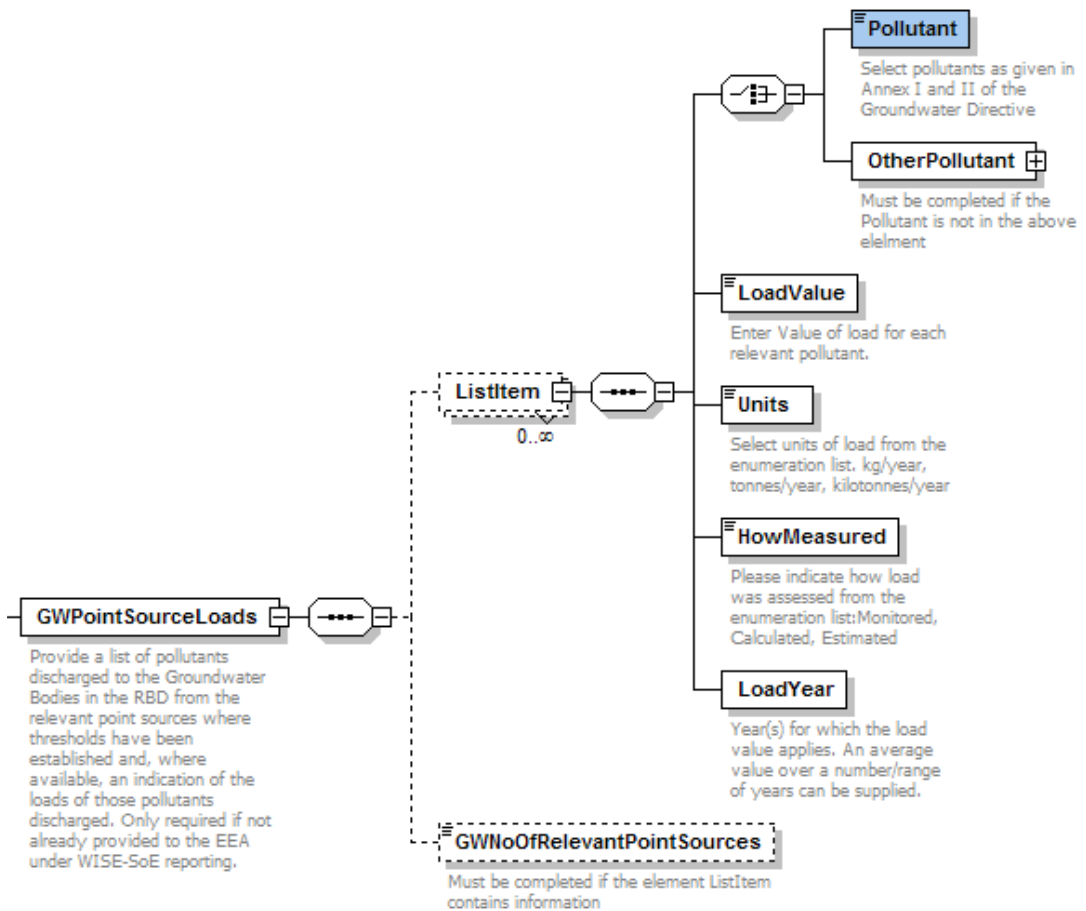 Pollutant
Select pollutants as given in
Annex I and II of the
Groundwater Directive
OtherPollutant
Must be completed if the
Pollutant is not in the above
elelment
LoadValue
Enter Value of load for each
relevant pollutant.
ListItem
0..∞
Units
Select units of load from the
enumeration list. kg/year,
tonnes/year, kilotonnes/year
HowMeasured
Please indicate how load
was assessed from the
enumeration list:Monitored,
Calculated, Estimated
GWPointSourceLoads
Provide a list of pollutants
discharged to the Groundwater
Bodies in the RBD from the
relevant point sources where
thresholds have been
established and, where
available, an indication of the
loads of those pollutants
discharged. Only required if not
already provided to the EEA
under WISE-SoE reporting.
LoadYear
Year(s) for which the load
value applies. An average
value over a number/range
of years can be supplied.
GWNoOfRelevantPointSources
Must be completed if the element ListItem
contains information